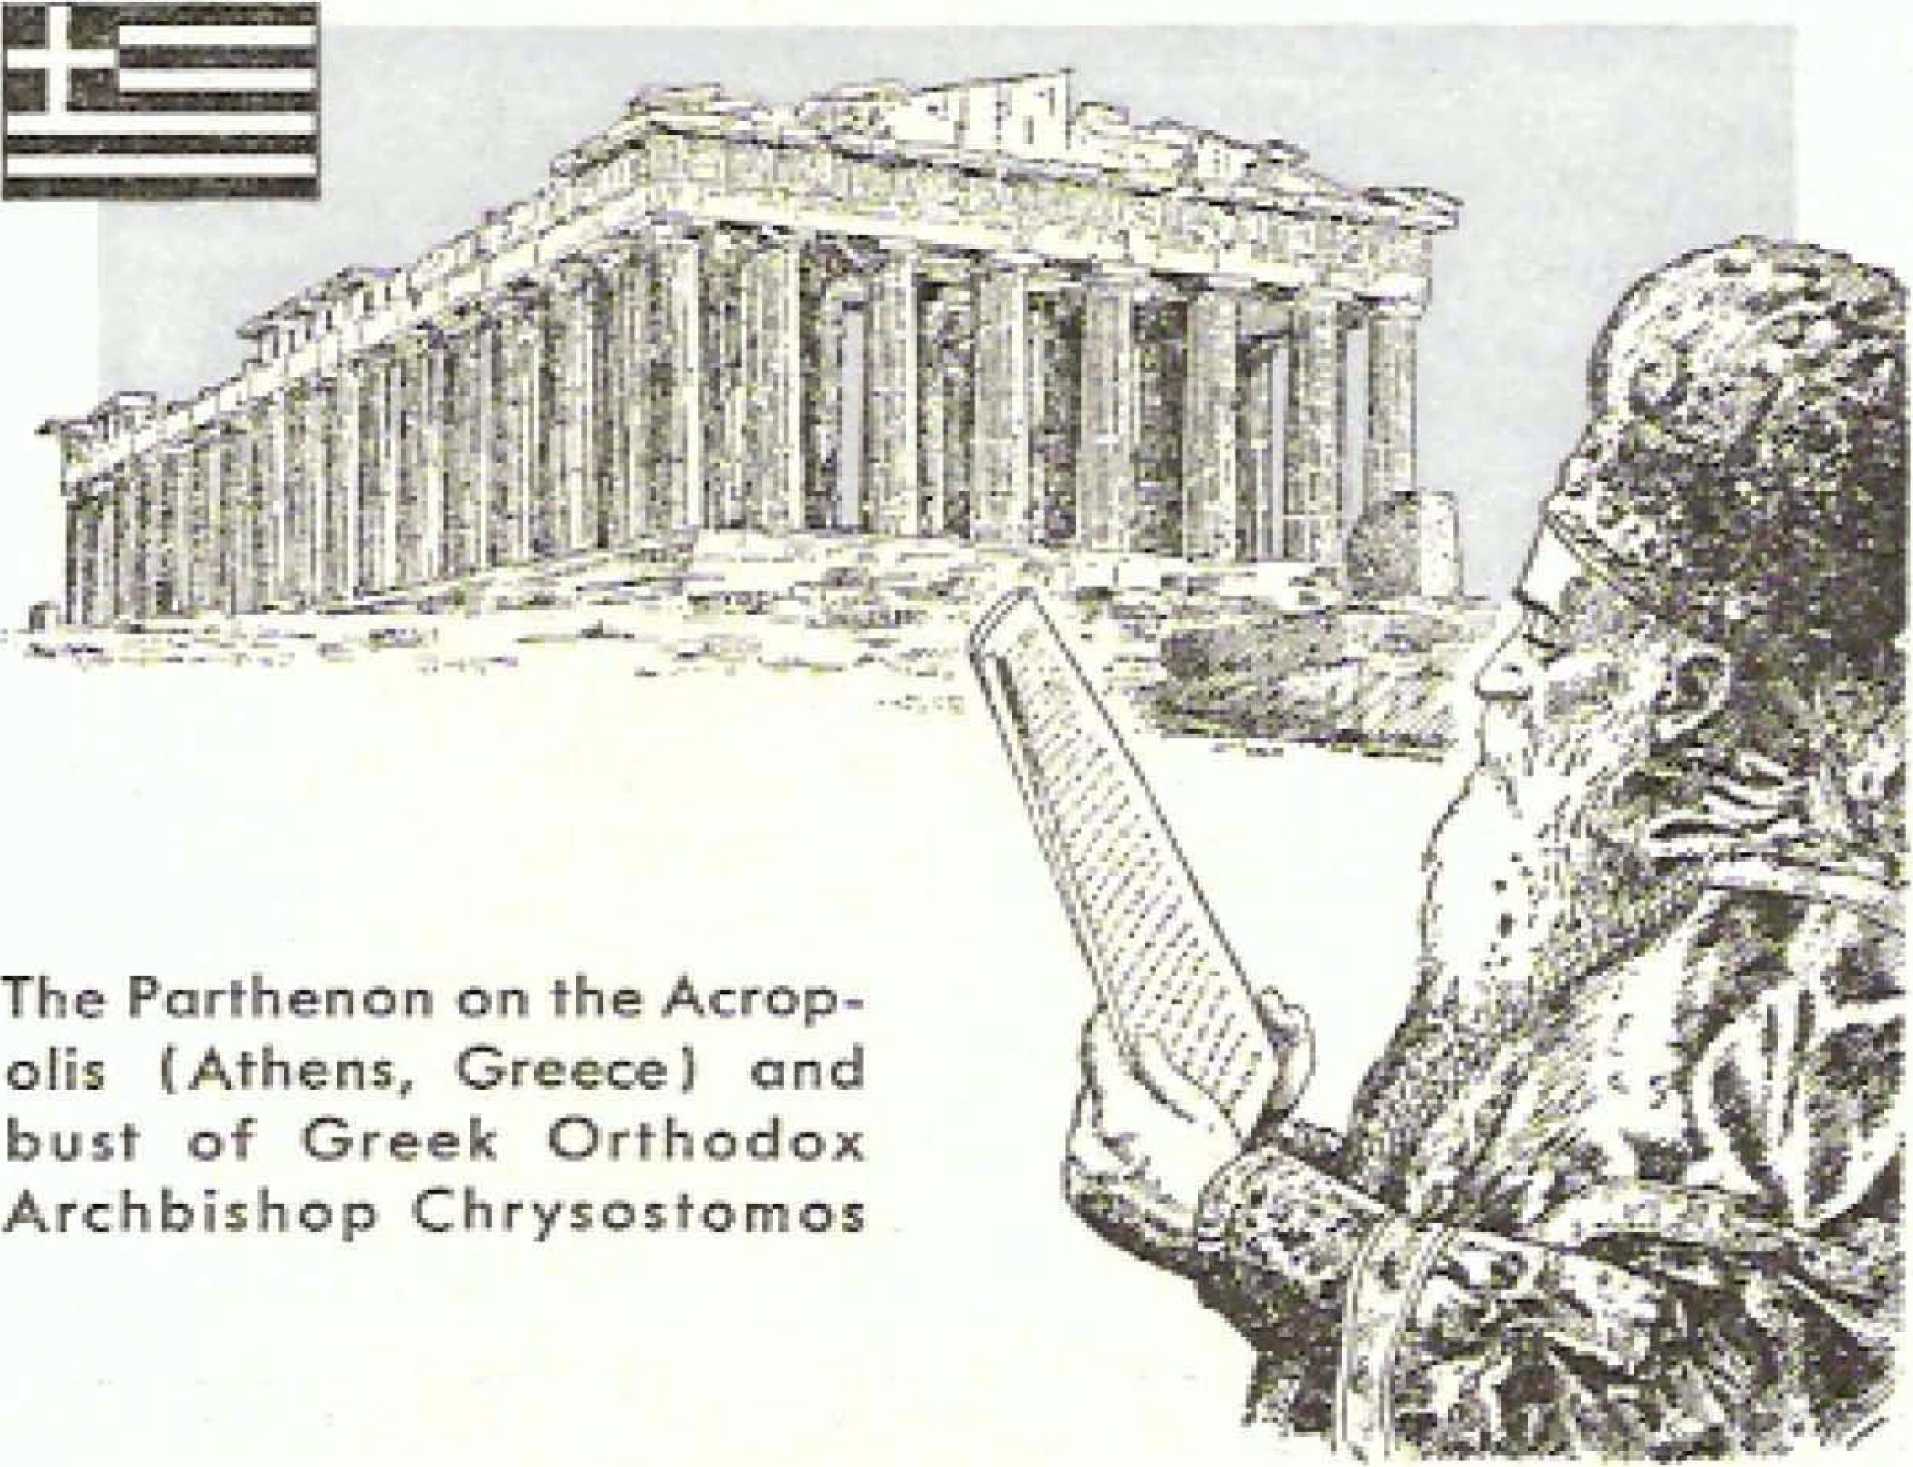 The Parthenon on the Acrop-
olis (Athens, Greece) and
bust of Greek Orthodox
Archbishop Chrysostomos